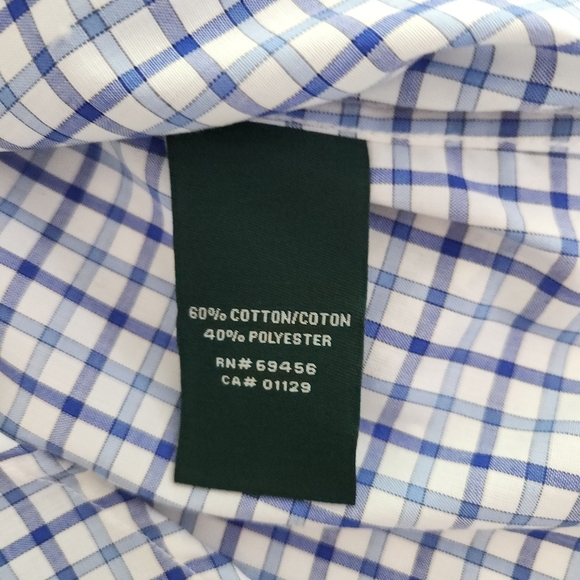 60% COTTON/COTON
40% POLYESTER
RN# 69456
CA# 01129